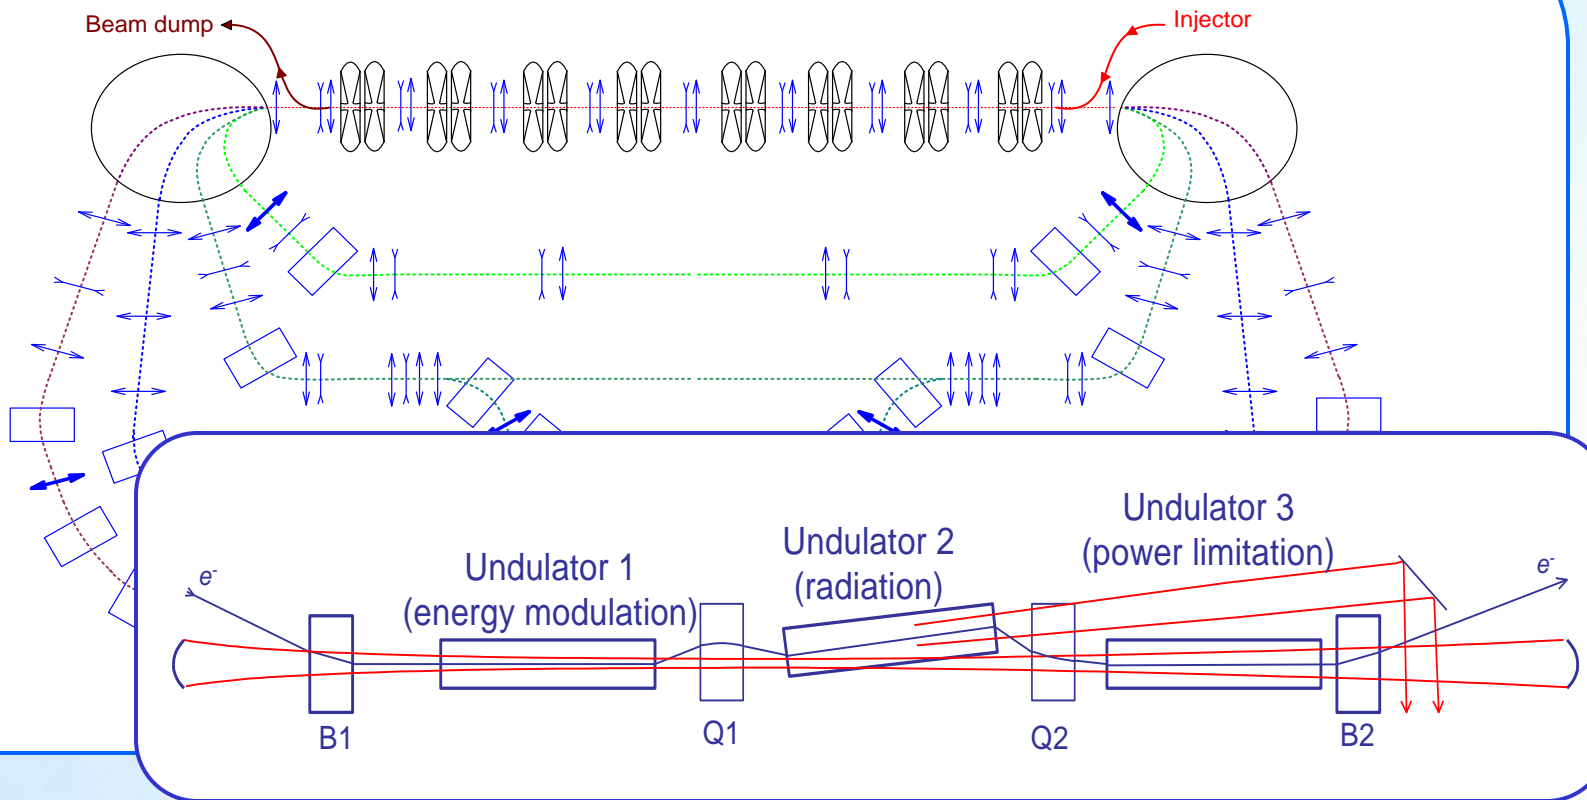 Beam dump
Injector
Undulator 3
(power limitation)
Undulator 2
(radiation)
Undulator 1
(energy modulation)
e-
e-
B1
Q1
Q2
B2